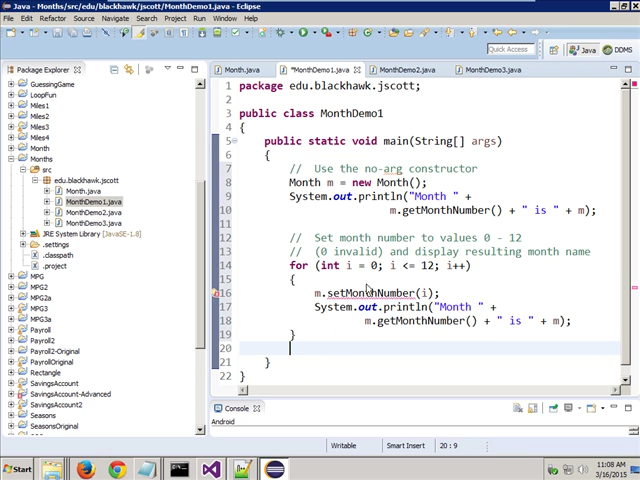 Java - Months/src/edu/blackhawk/jscott/MonthDemo1.java - Eclipse
File Edit Refactor Source Navigate Search Project Run Window Help
Quick Access
Java
DDMS
Package Explorer
Month.java
*MonthDemo1.java
MonthDemo2.java
MonthDemo3.java
GuessingGame
LoopFun
Miles1
Miles2
Miles3
Miles4
Month
Months
src
edu.blackhawk.jscott
Month.java
MonthDemo1.java
MonthDemo2.java
MonthDemo3.java
JRE System Library [JavaSE-1.8]
.settings
.classpath
.project
MPG
MPG2
MPG2a
MPG3
MPG3a
Payroll
Payroll2
Payroll2-Original
PayrollOriginal
Rectangle
SavingsAccount
SavingsAccount-Advanced
SavingsAccount2
Seasons
SeasonsOriginal
1 package edu.blackhawk.jscott;
2
3 public class MonthDemo1
4 {
5 public static void main(String[] args)
6 {
7 // Use the no-arg constructor
8 Month m = new Month();
9 System.out.println("Month " +
10 m.getMonthNumber() + " is " + m);
11
12 // Set month number to values 0 - 12
13 // (0 invalid) and display resulting month name
14 for (int i = 0; i <= 12; i++)
15 {
16 m.setMonthNumber(i);
17 System.out.println("Month " +
18 m.getMonthNumber() + " is " + m);
19 }
20
21 }
22 }
Console
Android
Writable
Smart Insert
20 : 9
Start
11:08 AM
3/16/2015